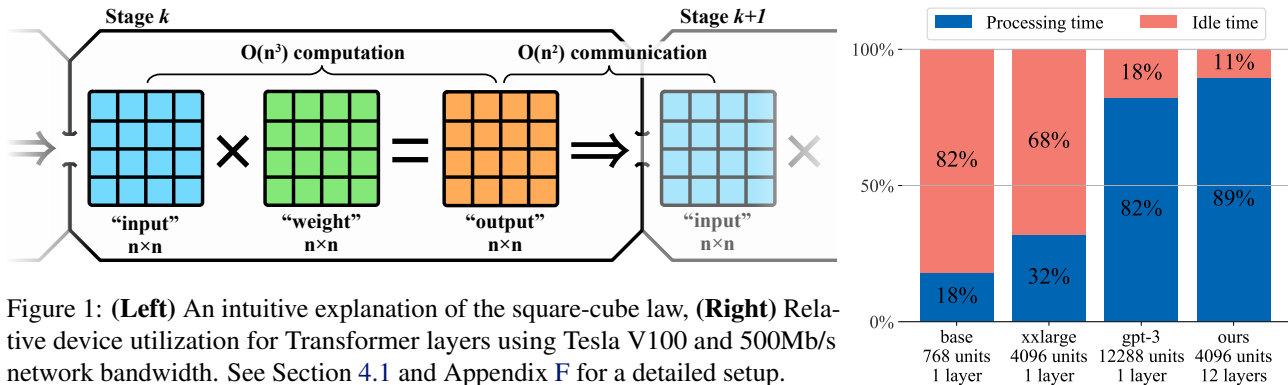 Stage k
Stage k+1
O(n³) computation
O(n²) communication
× = ⇒ ×
“input”
n×n
“weight”
n×n
“output”
n×n
“input”
n×n
Figure 1: (Left) An intuitive explanation of the square-cube law, (Right) Rela-
tive device utilization for Transformer layers using Tesla V100 and 500Mb/s
network bandwidth. See Section 4.1 and Appendix F for a detailed setup.
Processing time
Idle time
100%
50%
0%
82%
18%
68%
32%
18%
82%
11%
89%
base
768 units
1 layer
xxlarge
4096 units
1 layer
gpt-3
12288 units
1 layer
ours
4096 units
12 layers